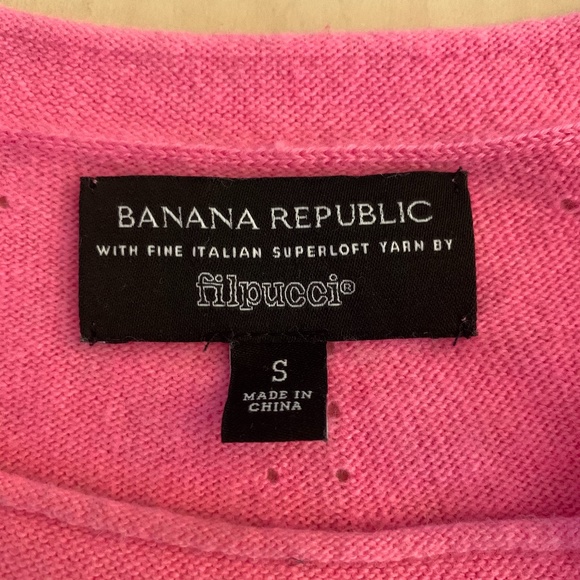 BANANA REPUBLIC
WITH FINE ITALIAN SUPERLOFT YARN BY
filpucci®
S
MADE IN
CHINA